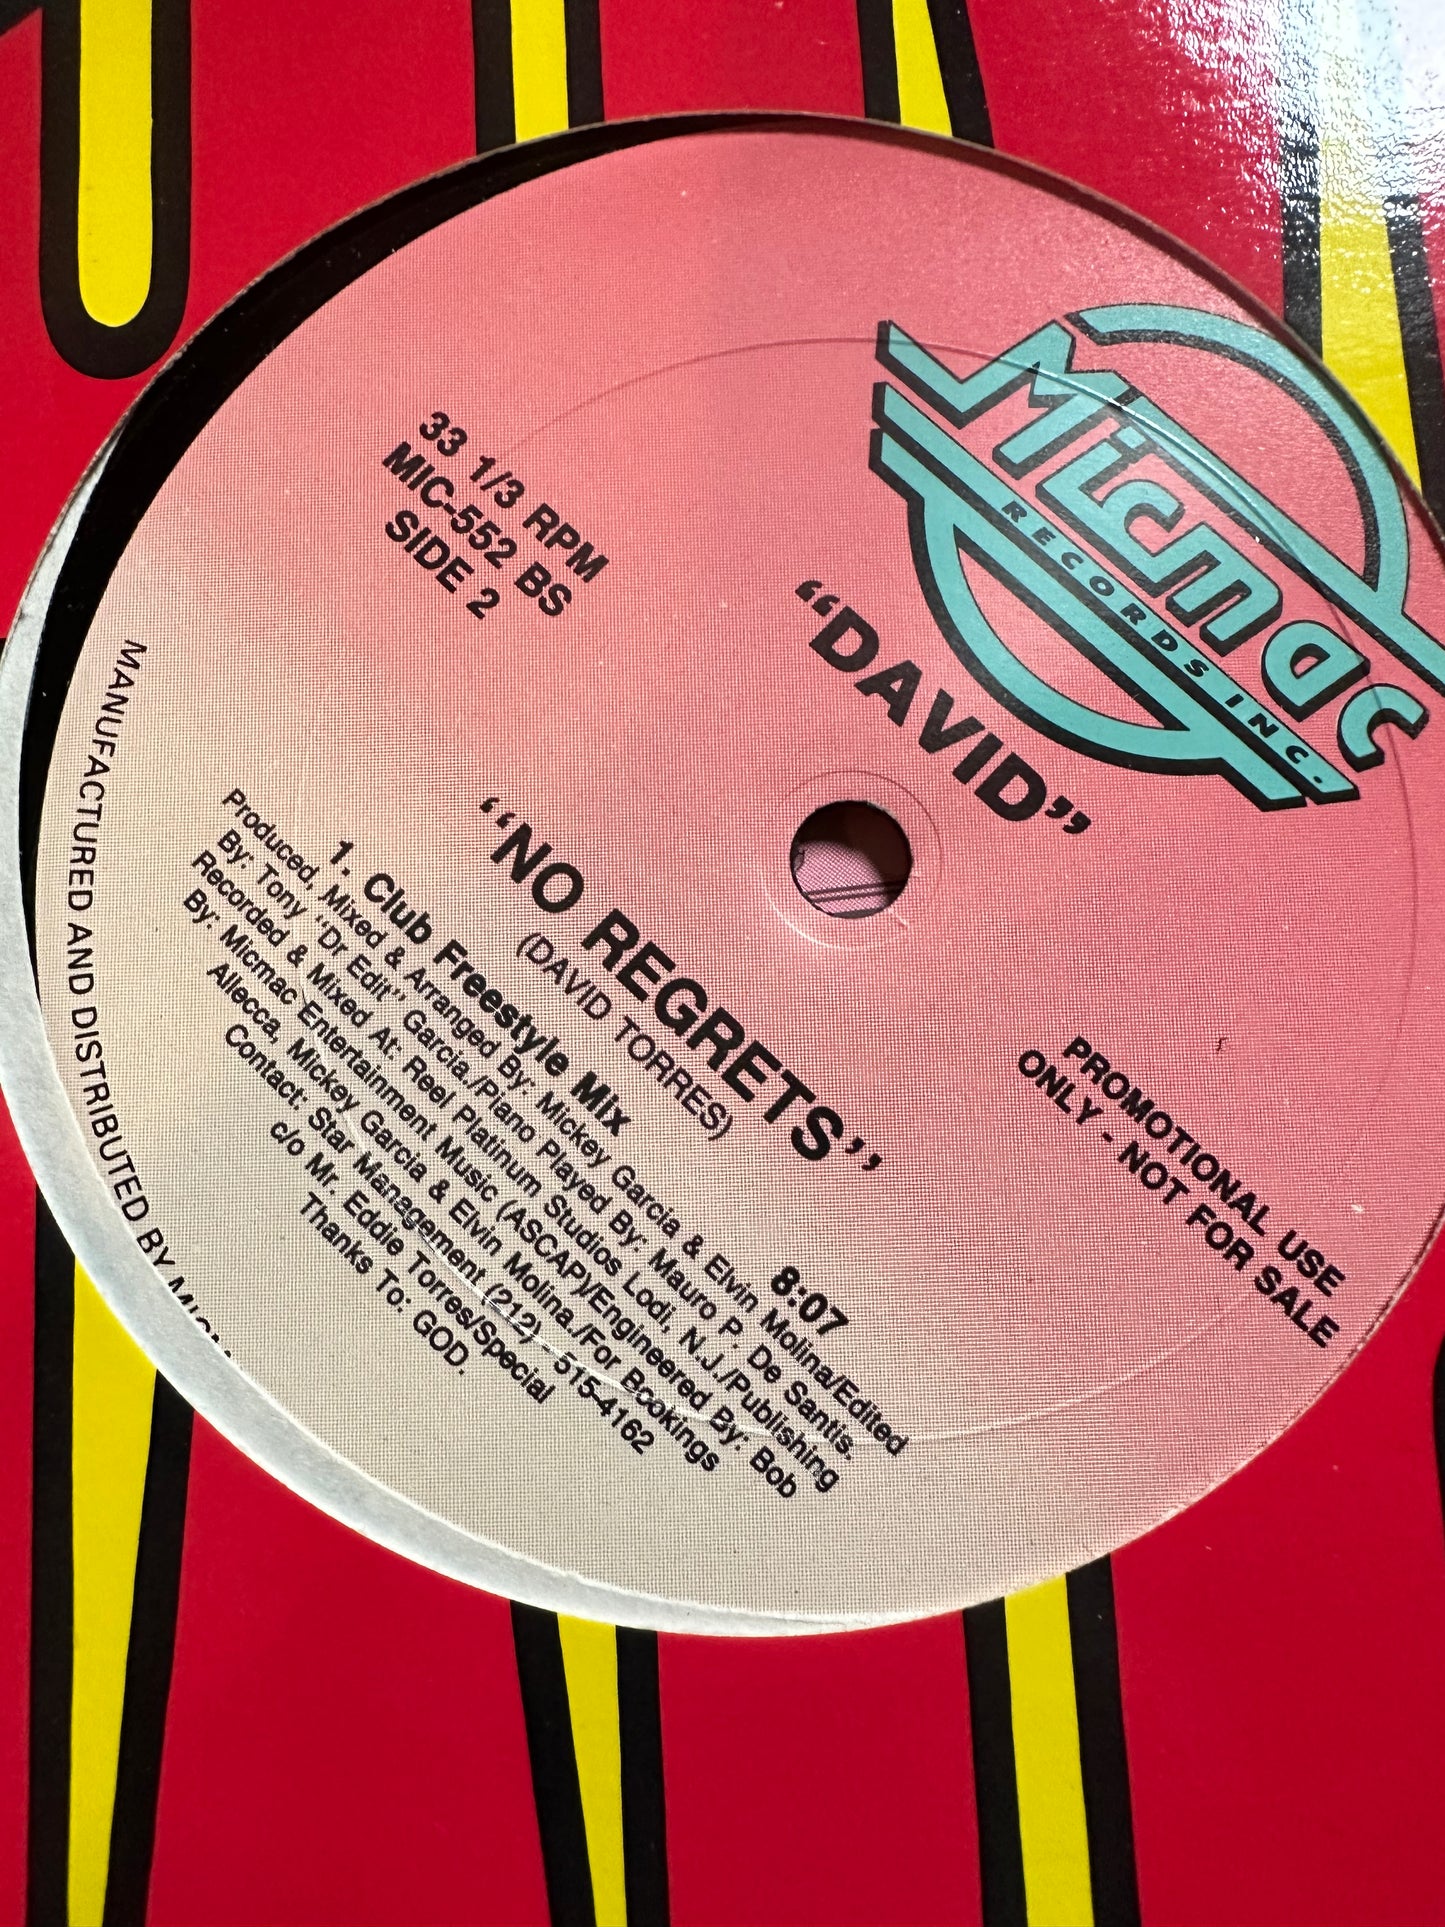 Micmac
RECORDS INC.
"DAVID"
33 1/3 RPM
MIC-552 BS
SIDE 2
PROMOTIONAL USE
ONLY - NOT FOR SALE
"NO REGRETS"
(DAVID TORRES)
1. Club Freestyle Mix 8:07
Produced, Mixed & Arranged By: Mickey Garcia & Elvin Molina/Edited
By: Tony "Dr Edit" Garcia./Piano Played By: Mauro P. De Santis.
Recorded & Mixed At: Reel Platinum Studios Lodi, N.J./Publishing
By: Micmac Entertainment Music (ASCAP)/Engineered By: Bob
Allecca, Mickey Garcia & Elvin Molina./For Bookings
Contact: Star Management (212) - 515-4162
c/o Mr. Eddie Torres/Special
Thanks To: GOD.
MANUFACTURED AND DISTRIBUTED BY